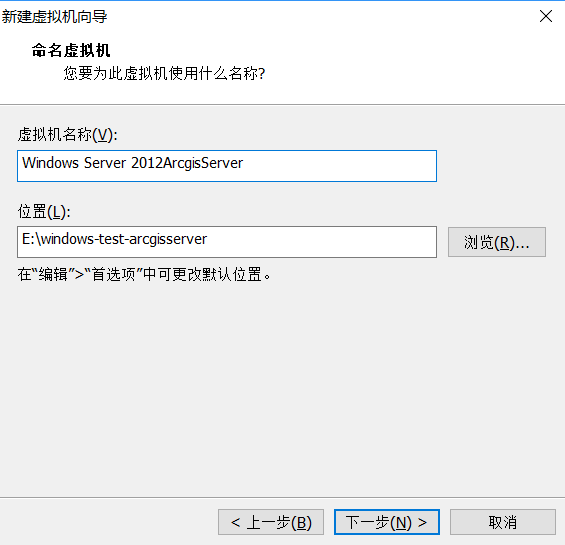 新建虚拟机向导
命名虚拟机
您要为此虚拟机使用什么名称?
虚拟机名称(V):
Windows Server 2012ArcgisServer
位置(L):
E:\windows-test-arcgisserver
浏览(R)...
在“编辑”>“首选项”中可更改默认位置。
< 上一步(B) 下一步(N) > 取消